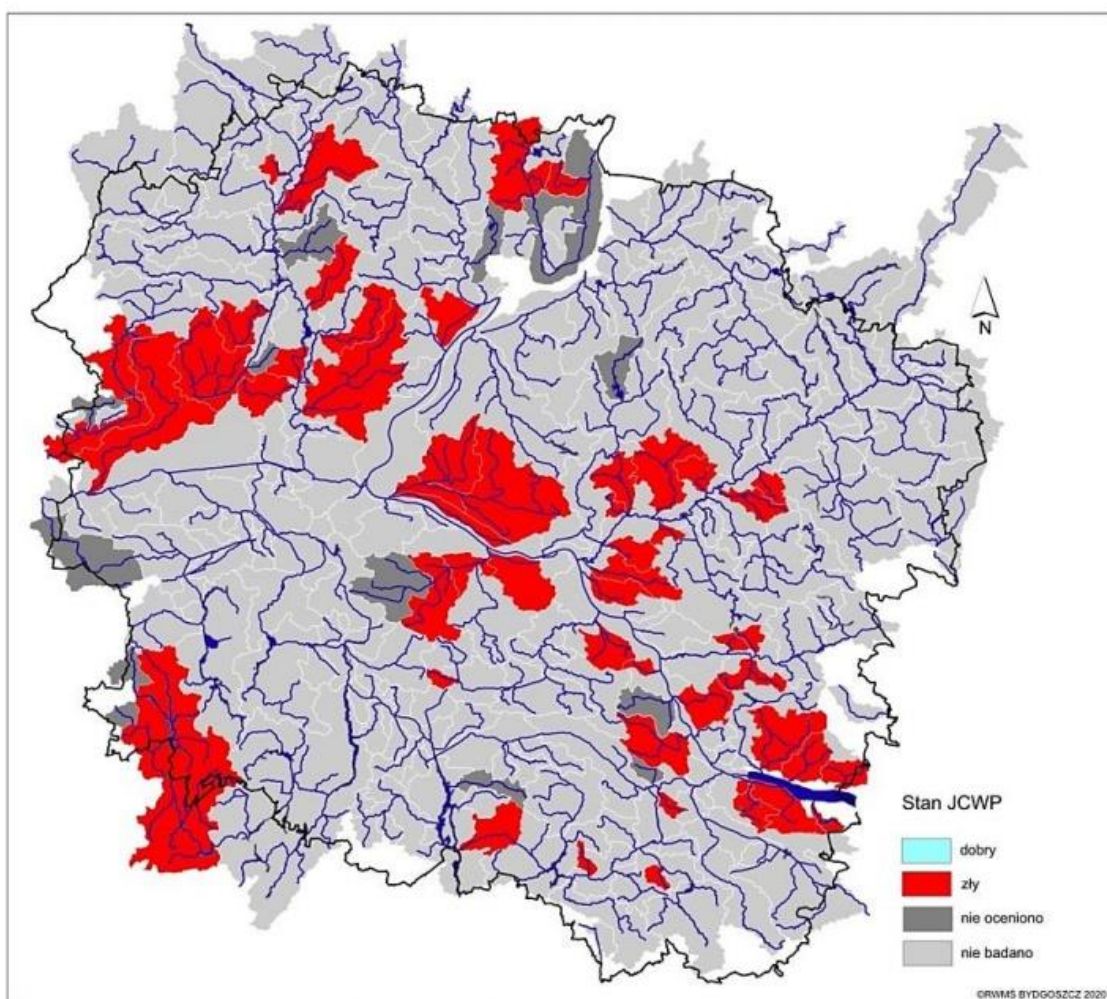 N
Stan JCWP
dobry
zły
nie oceniono
nie badano
©RWMŚ BYDGOSZCZ 2020